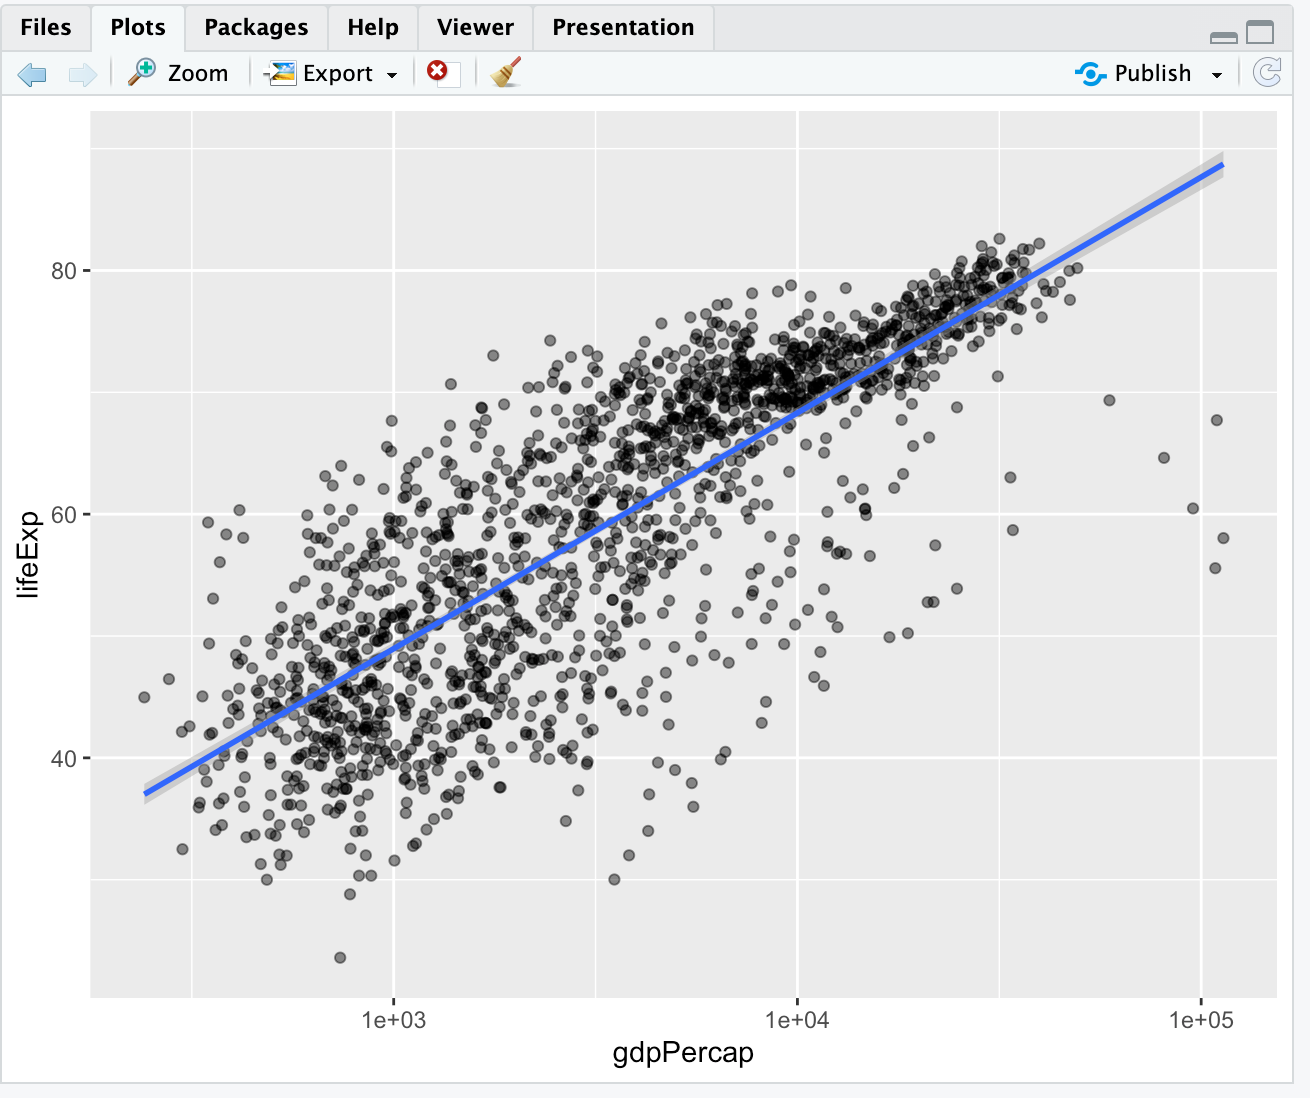 Files Plots Packages Help Viewer Presentation
Zoom Export Publish
80
60
40
lifeExp
1e+03 1e+04 1e+05
gdpPercap